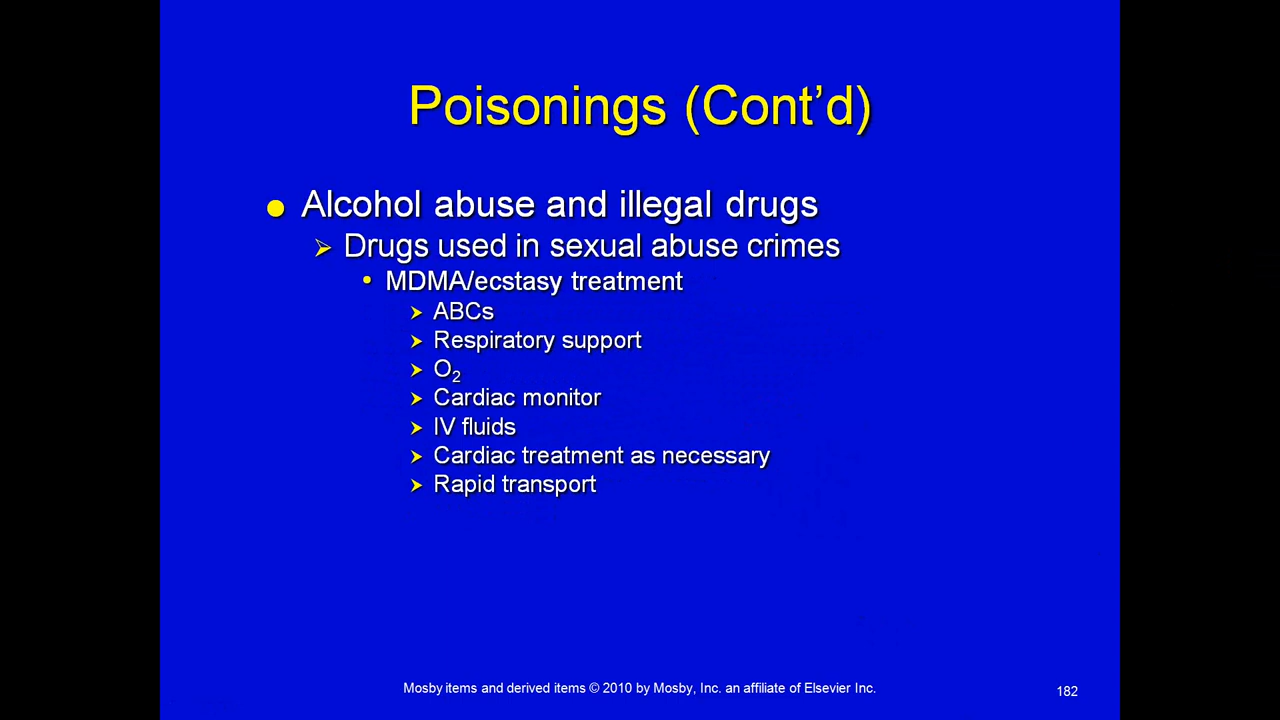 Poisonings (Cont’d)
Alcohol abuse and illegal drugs
Drugs used in sexual abuse crimes
MDMA/ecstasy treatment
ABCs
Respiratory support
O₂
Cardiac monitor
IV fluids
Cardiac treatment as necessary
Rapid transport
Mosby items and derived items © 2010 by Mosby, Inc. an affiliate of Elsevier Inc.
182